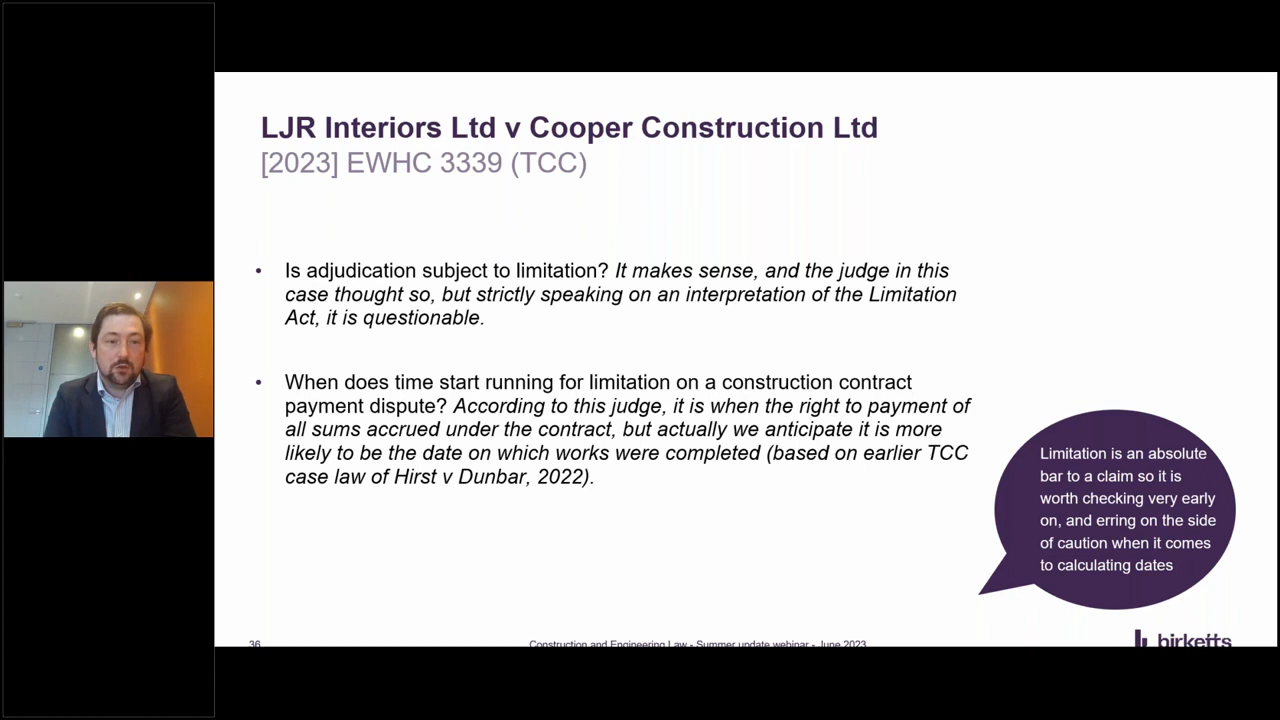 LJR Interiors Ltd v Cooper Construction Ltd
[2023] EWHC 3339 (TCC)
• Is adjudication subject to limitation? It makes sense, and the judge in this
case thought so, but strictly speaking on an interpretation of the Limitation
Act, it is questionable.
• When does time start running for limitation on a construction contract
payment dispute? According to this judge, it is when the right to payment of
all sums accrued under the contract, but actually we anticipate it is more
likely to be the date on which works were completed (based on earlier TCC
case law of Hirst v Dunbar, 2022).
Limitation is an absolute
bar to a claim so it is
worth checking very early
on, and erring on the side
of caution when it comes
to calculating dates
36
Construction and Engineering Law - Summer update webinar - June 2023
birketts